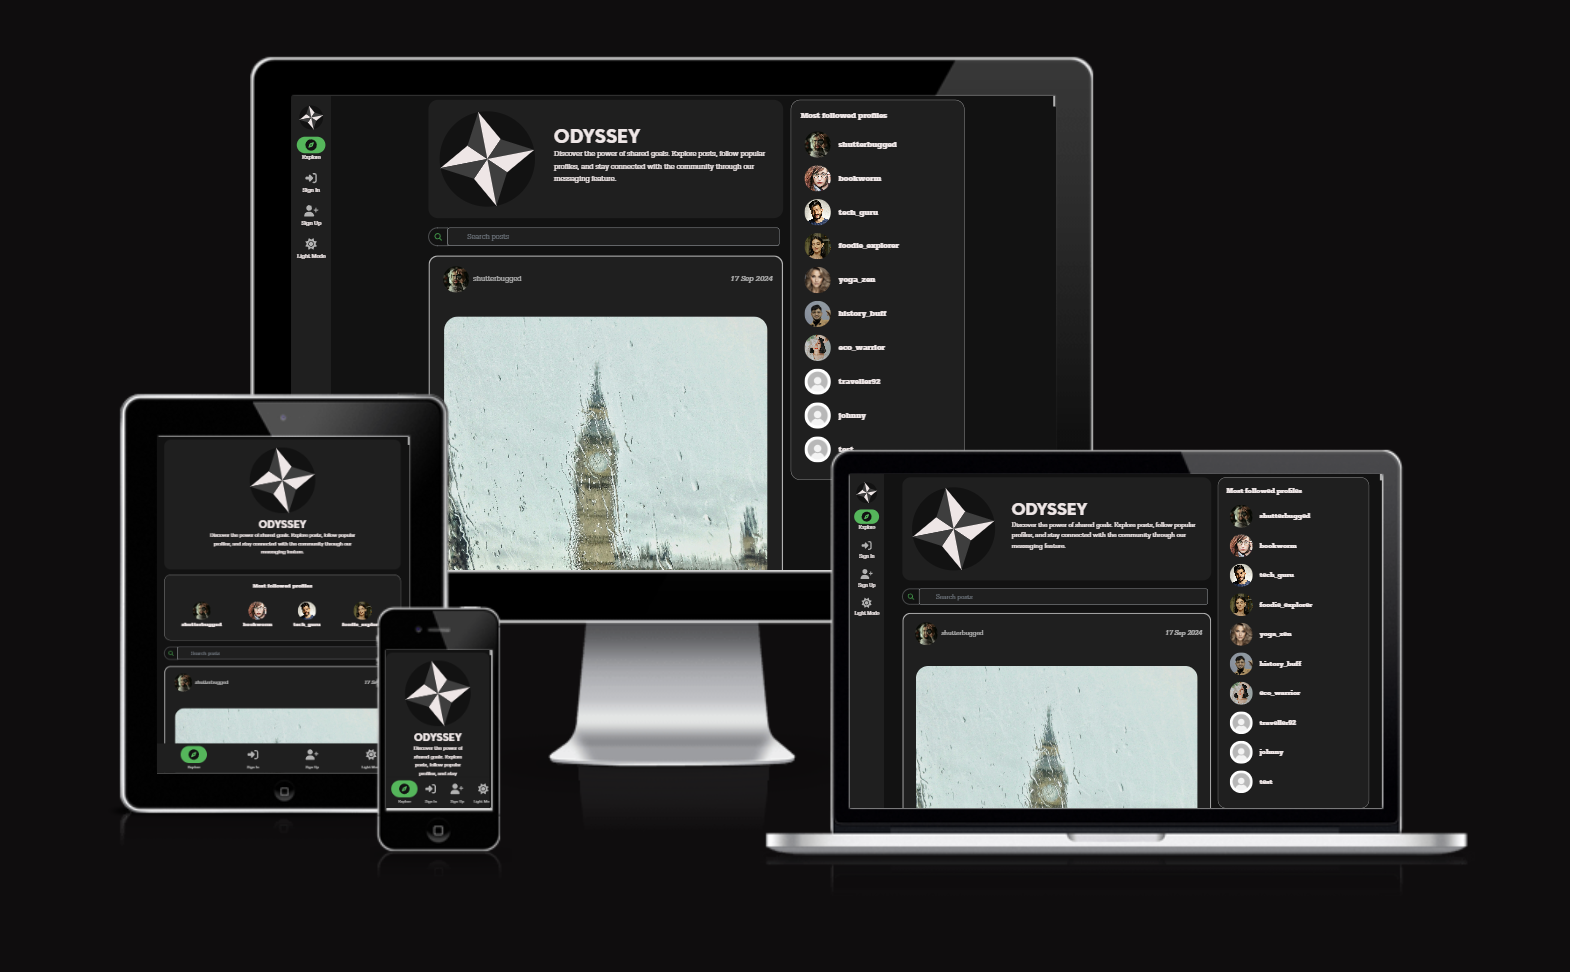 Explore
Sign In
Sign Up
Light Mode
ODYSSEY
Discover the power of shared goals. Explore posts, follow popular
profiles, and stay connected with the community through our
messaging feature.
Search posts
shutterbugged
17 Sep 2024
Most followed profiles
shutterbugged
bookworm
tech_guru
foodie_explorer
yoga_zen
history_buff
eco_warrior
traveller92
johnny
test
ODYSSEY
Discover the power of shared goals. Explore posts, follow popular
profiles, and stay connected with the community through our
messaging feature.
Most followed profiles
shutterbugged
bookworm
tech_guru
Search posts
shutterbugged
Explore
Sign In
Sign Up
ODYSSEY
Discover the power of
shared goals. Explore
posts, follow popular
profiles, and stay
Explore
Sign In
Sign Up
Light Mo
Explore
Sign In
Sign Up
Light Mode
ODYSSEY
Discover the power of shared goals. Explore posts, follow popular
profiles, and stay connected with the community through our
messaging feature.
Search posts
shutterbugged
17 Sep 2024
Most followed profiles
shutterbugged
bookworm
tech_guru
foodie_explorer
yoga_zen
history_buff
eco_warrior
traveller92
johnny
test